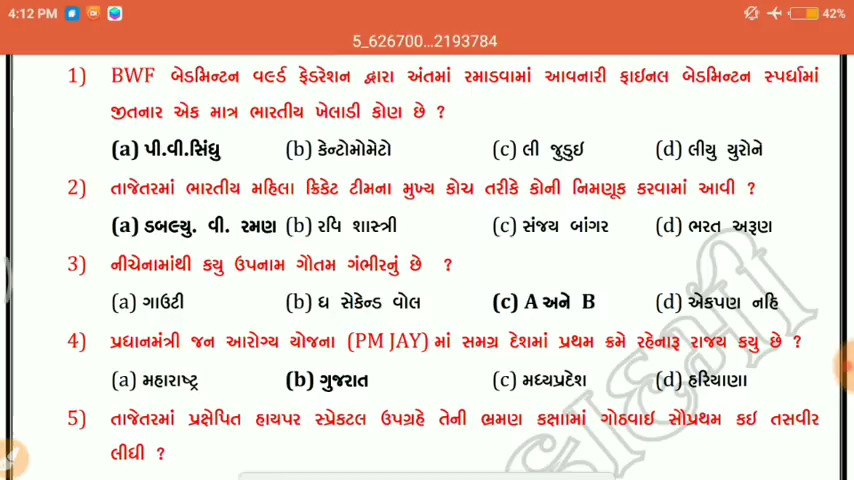 4:12 PM
42%
5_626700...2193784
1) BWF બેડમિન્ટન વર્લ્ડ ફેડરેશન દ્વારા અંતમાં રમાડવામાં આવનારી ફાઈનલ બેડમિન્ટન સ્પર્ધામાં
જીતનાર એક માત્ર ભારતીય ખેલાડી કોણ છે ?
(a) પી.વી.સિંધુ (b) કેન્ટોમોમેટો (c) લી જુડુઇ (d) લીયુ યુરોને
2) તાજેતરમાં ભારતીય મહિલા ક્રિકેટ ટીમના મુખ્ય કોચ તરીકે કોની નિમણૂક કરવામાં આવી ?
(a) ડબલ્યુ. વી. રમણ (b) રવિ શાસ્ત્રી (c) સંજય બાંગર (d) ભરત અરૂણ
3) નીચેનામાંથી કયુ ઉપનામ ગૌતમ ગંભીરનું છે ?
(a) ગાઉટી (b) ધ સેકેન્ડ વોલ (c) A અને B (d) એકપણ નહિ
4) પ્રધાનમંત્રી જન આરોગ્ય યોજના (PM JAY) માં સમગ્ર દેશમાં પ્રથમ ક્રમે રહેનારૂ રાજય કયુ છે ?
(a) મહારાષ્ટ્ર (b) ગુજરાત (c) મધ્યપ્રદેશ (d) હરિયાણા
5) તાજેતરમાં પ્રક્ષેપિત હાયપર સ્પ્રેકટલ ઉપગ્રહે તેની ભ્રમણ કક્ષાામાં ગોઠવાઇ સૌપ્રથમ કઇ તસવીર
લીધી ?